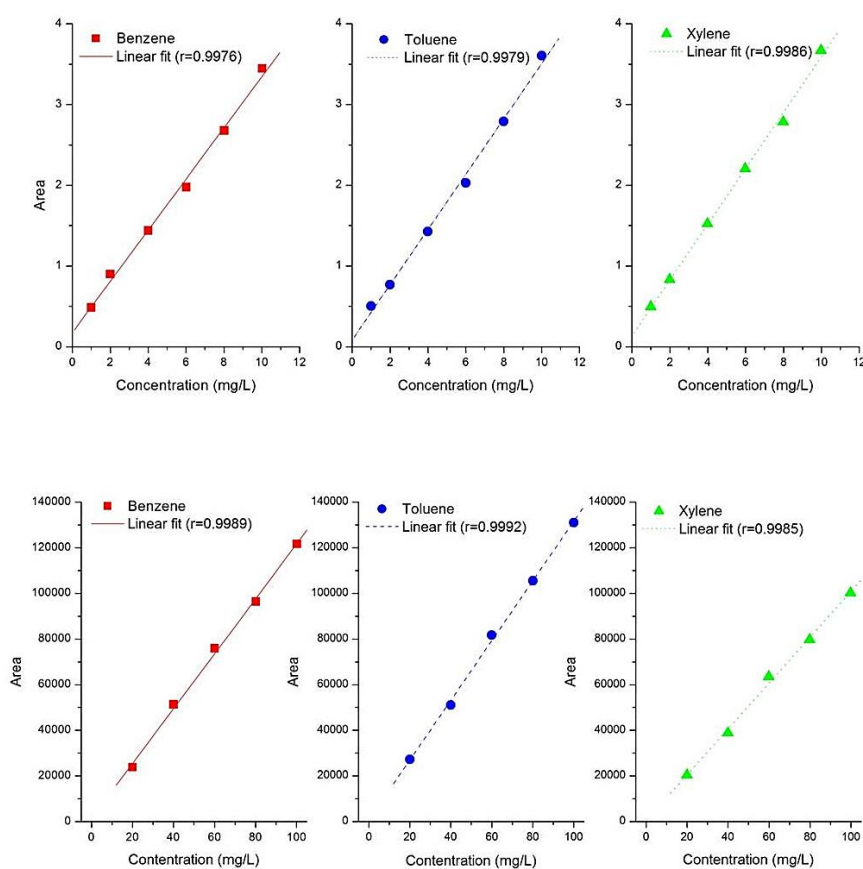 4
3
2
1
0
Area
Benzene
Linear fit (r=0.9976)
2 4 6 8 10 12
Concentration (mg/L)
4
3
2
1
0
Toluene
Linear fit (r=0.9979)
2 4 6 8 10 12
Concentration (mg/L)
4
3
2
1
0
Xylene
Linear fit (r=0.9986)
2 4 6 8 10 12
Concentration (mg/L)
140000
120000
100000
80000
60000
40000
20000
0
Area
Benzene
Linear fit (r=0.9989)
0 20 40 60 80 100
Contentration (mg/L)
140000
120000
100000
80000
60000
40000
20000
0
Area
Toluene
Linear fit (r=0.9992)
0 20 40 60 80 100
Contentration (mg/L)
140000
120000
100000
80000
60000
40000
20000
0
Area
Xylene
Linear fit (r=0.9985)
0 20 40 60 80 100
Contentration (mg/L)